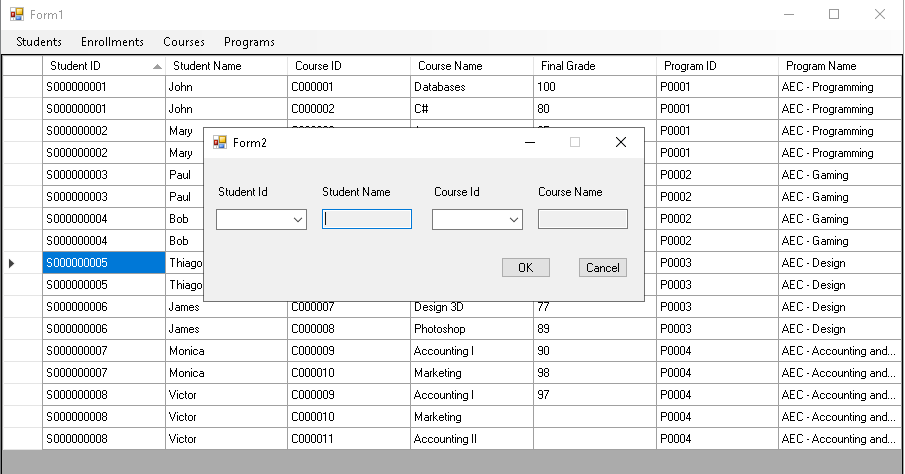 Form1
Students Enrollments Courses Programs
Student ID Student Name Course ID Course Name Final Grade Program ID Program Name
S000000001 John C000001 Databases 100 P0001 AEC - Programming
S000000001 John C000002 C# 80 P0001 AEC - Programming
S000000002 Mary P0001 AEC - Programming
S000000002 Mary P0001 AEC - Programming
S000000003 Paul P0002 AEC - Gaming
S000000003 Paul P0002 AEC - Gaming
S000000004 Bob P0002 AEC - Gaming
S000000004 Bob P0002 AEC - Gaming
S000000005 Thiago P0003 AEC - Design
S000000005 Thiago P0003 AEC - Design
S000000006 James C000007 Design 3D 77 P0003 AEC - Design
S000000006 James C000008 Photoshop 89 P0003 AEC - Design
S000000007 Monica C000009 Accounting I 90 P0004 AEC - Accounting and...
S000000007 Monica C000010 Marketing 98 P0004 AEC - Accounting and...
S000000008 Victor C000009 Accounting I 97 P0004 AEC - Accounting and...
S000000008 Victor C000010 Marketing P0004 AEC - Accounting and...
S000000008 Victor C000011 Accounting II P0004 AEC - Accounting and...
Form2
Student Id Student Name Course Id Course Name
OK Cancel